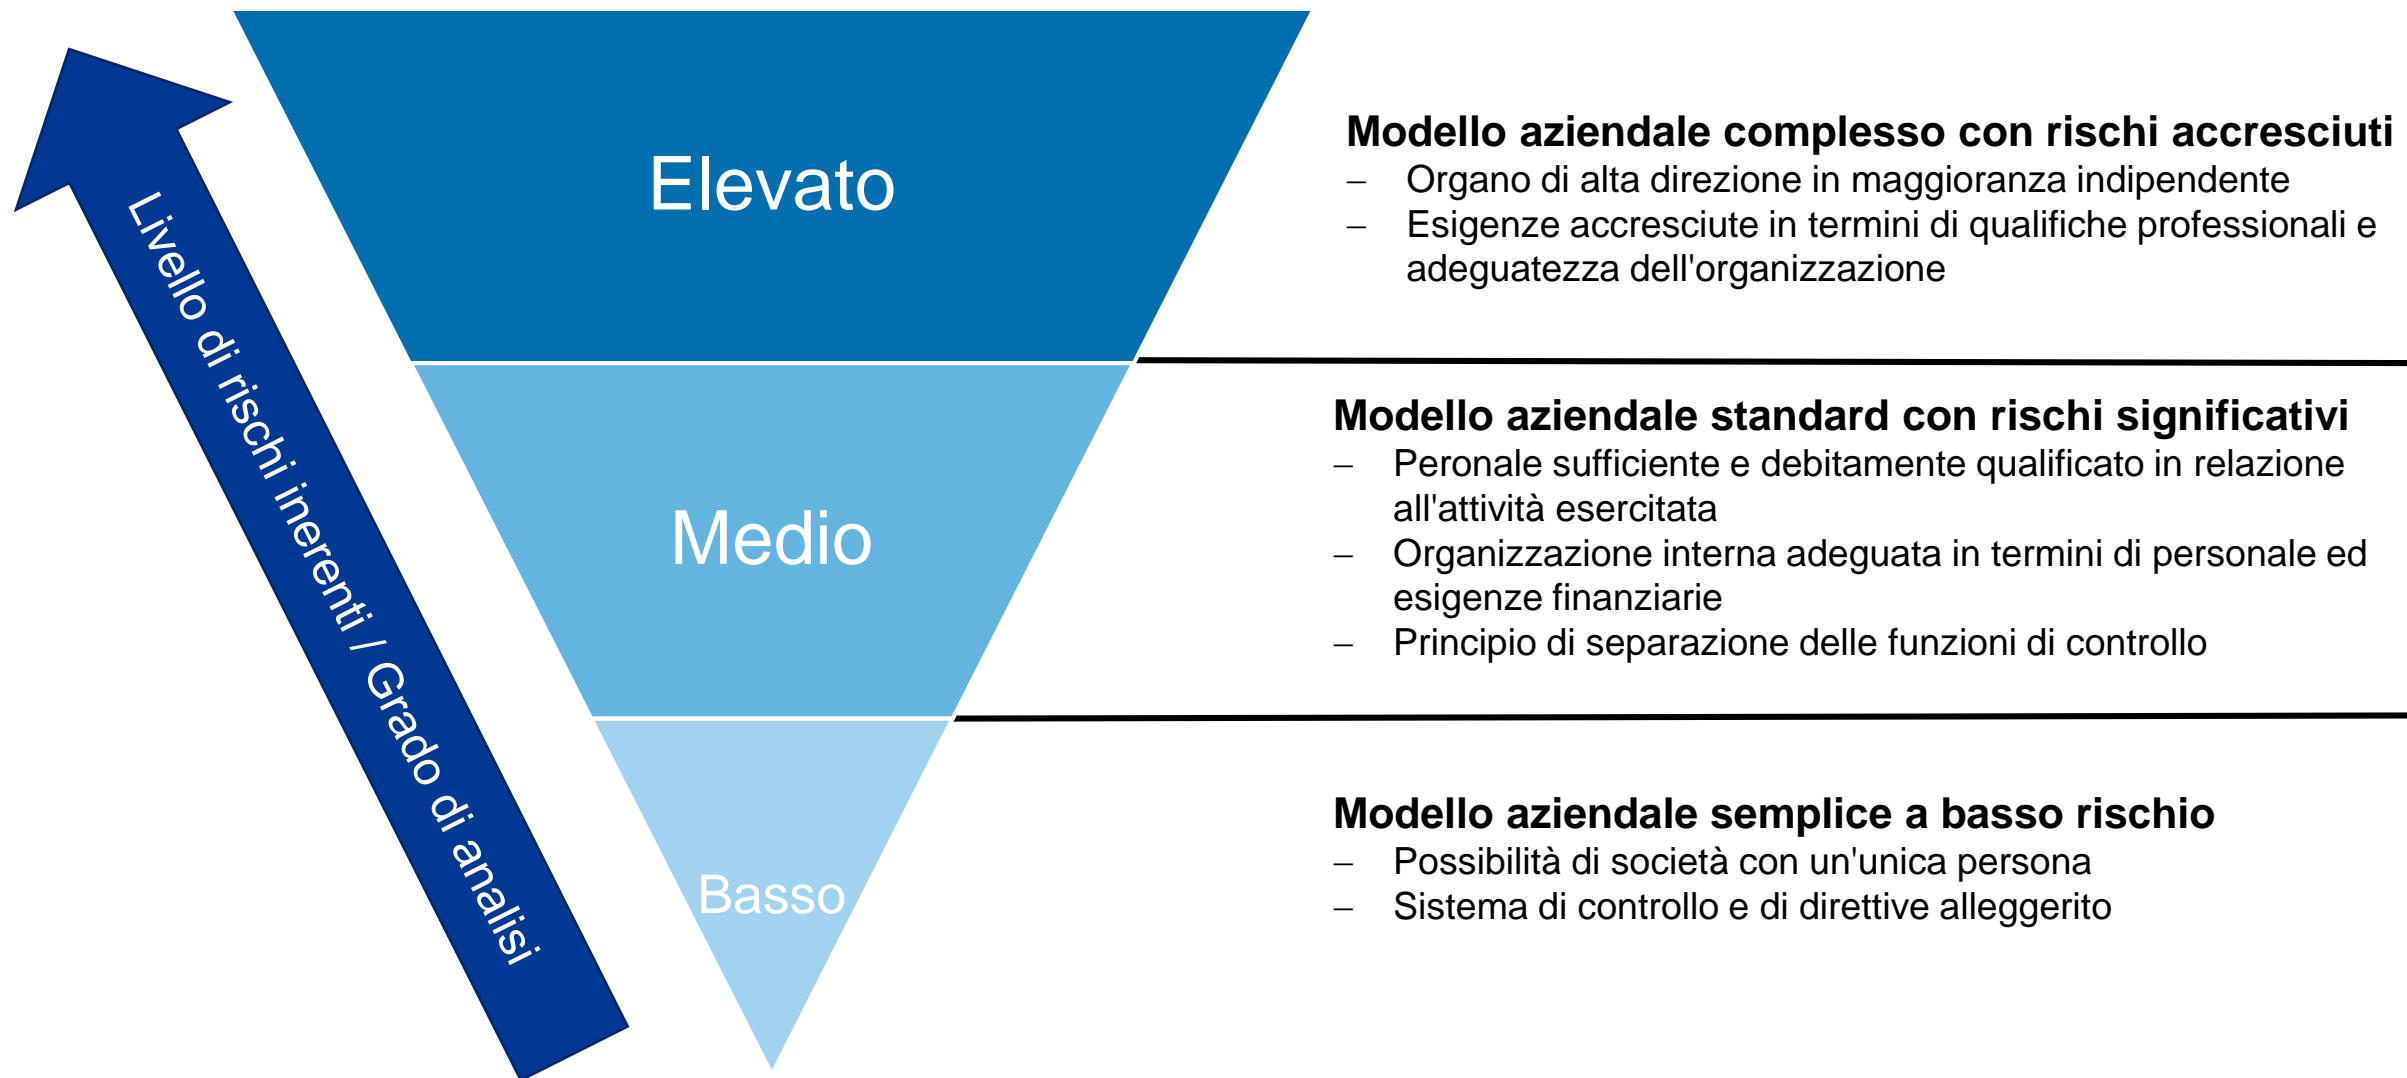 Livello di rischi inerenti / Grado di analisi
Elevato
Modello aziendale complesso con rischi accresciuti
– Organo di alta direzione in maggioranza indipendente
– Esigenze accresciute in termini di qualifiche professionali e
adeguatezza dell'organizzazione
Medio
Modello aziendale standard con rischi significativi
– Peronale sufficiente e debitamente qualificato in relazione
all'attività esercitata
– Organizzazione interna adeguata in termini di personale ed
esigenze finanziarie
– Principio di separazione delle funzioni di controllo
Basso
Modello aziendale semplice a basso rischio
– Possibilità di società con un'unica persona
– Sistema di controllo e di direttive alleggerito